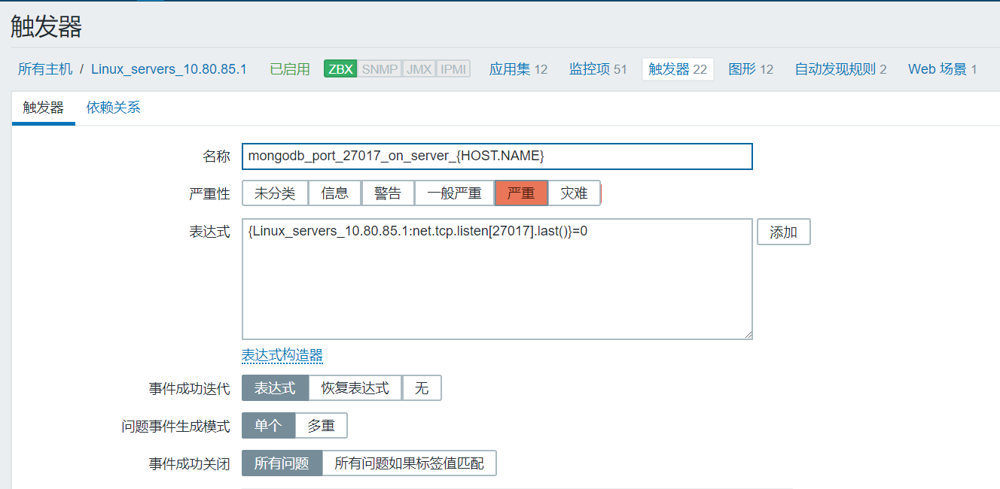 触发器
所有主机 / Linux_servers_10.80.85.1 已启用 ZBX SNMP JMX IPMI 应用集 12 监控项 51 触发器 22 图形 12 自动发现规则 2 Web 场景 1
触发器 依赖关系
名称 mongodb_port_27017_on_server_{HOST.NAME}
严重性 未分类 信息 警告 一般严重 严重 灾难
表达式 {Linux_servers_10.80.85.1:net.tcp.listen[27017].last()}=0 添加
表达式构造器
事件成功迭代 表达式 恢复表达式 无
问题事件生成模式 单个 多重
事件成功关闭 所有问题 所有问题如果标签值匹配